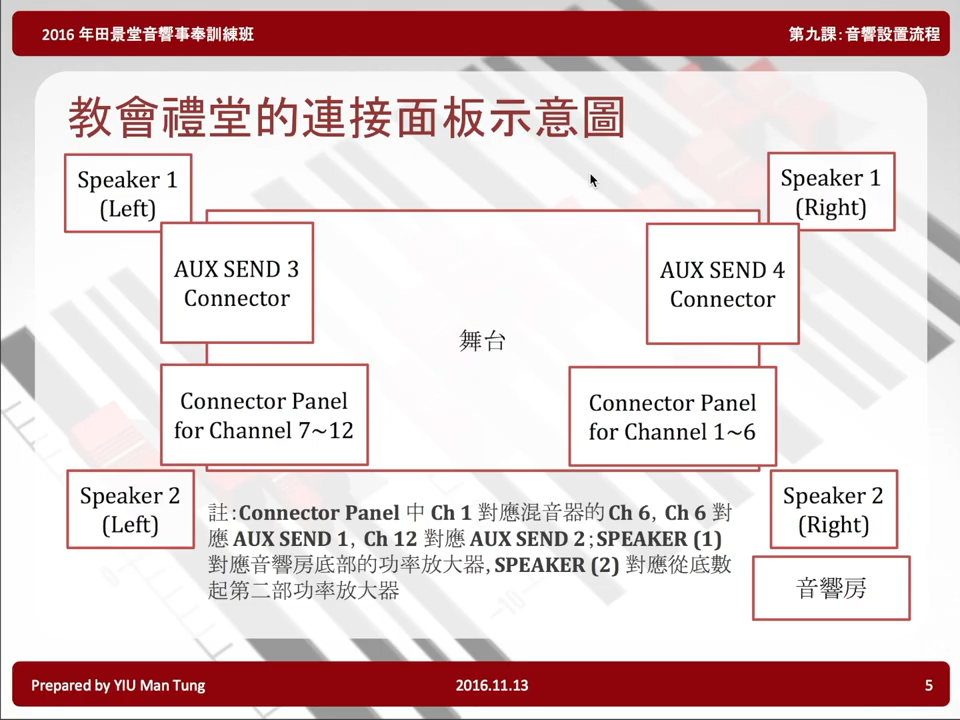 2016 年田景堂音響事奉訓練班
第九課：音響設置流程
教會禮堂的連接面板示意圖
Speaker 1
(Left)
Speaker 1
(Right)
AUX SEND 3
Connector
AUX SEND 4
Connector
舞台
Connector Panel
for Channel 7~12
Connector Panel
for Channel 1~6
Speaker 2
(Left)
Speaker 2
(Right)
註：Connector Panel 中 Ch 1 對應混音器的 Ch 6，Ch 6 對
應 AUX SEND 1，Ch 12 對應 AUX SEND 2；SPEAKER (1)
對應音響房底部的功率放大器，SPEAKER (2) 對應從底數
起第二部功率放大器
音響房
Prepared by YIU Man Tung
2016.11.13
5